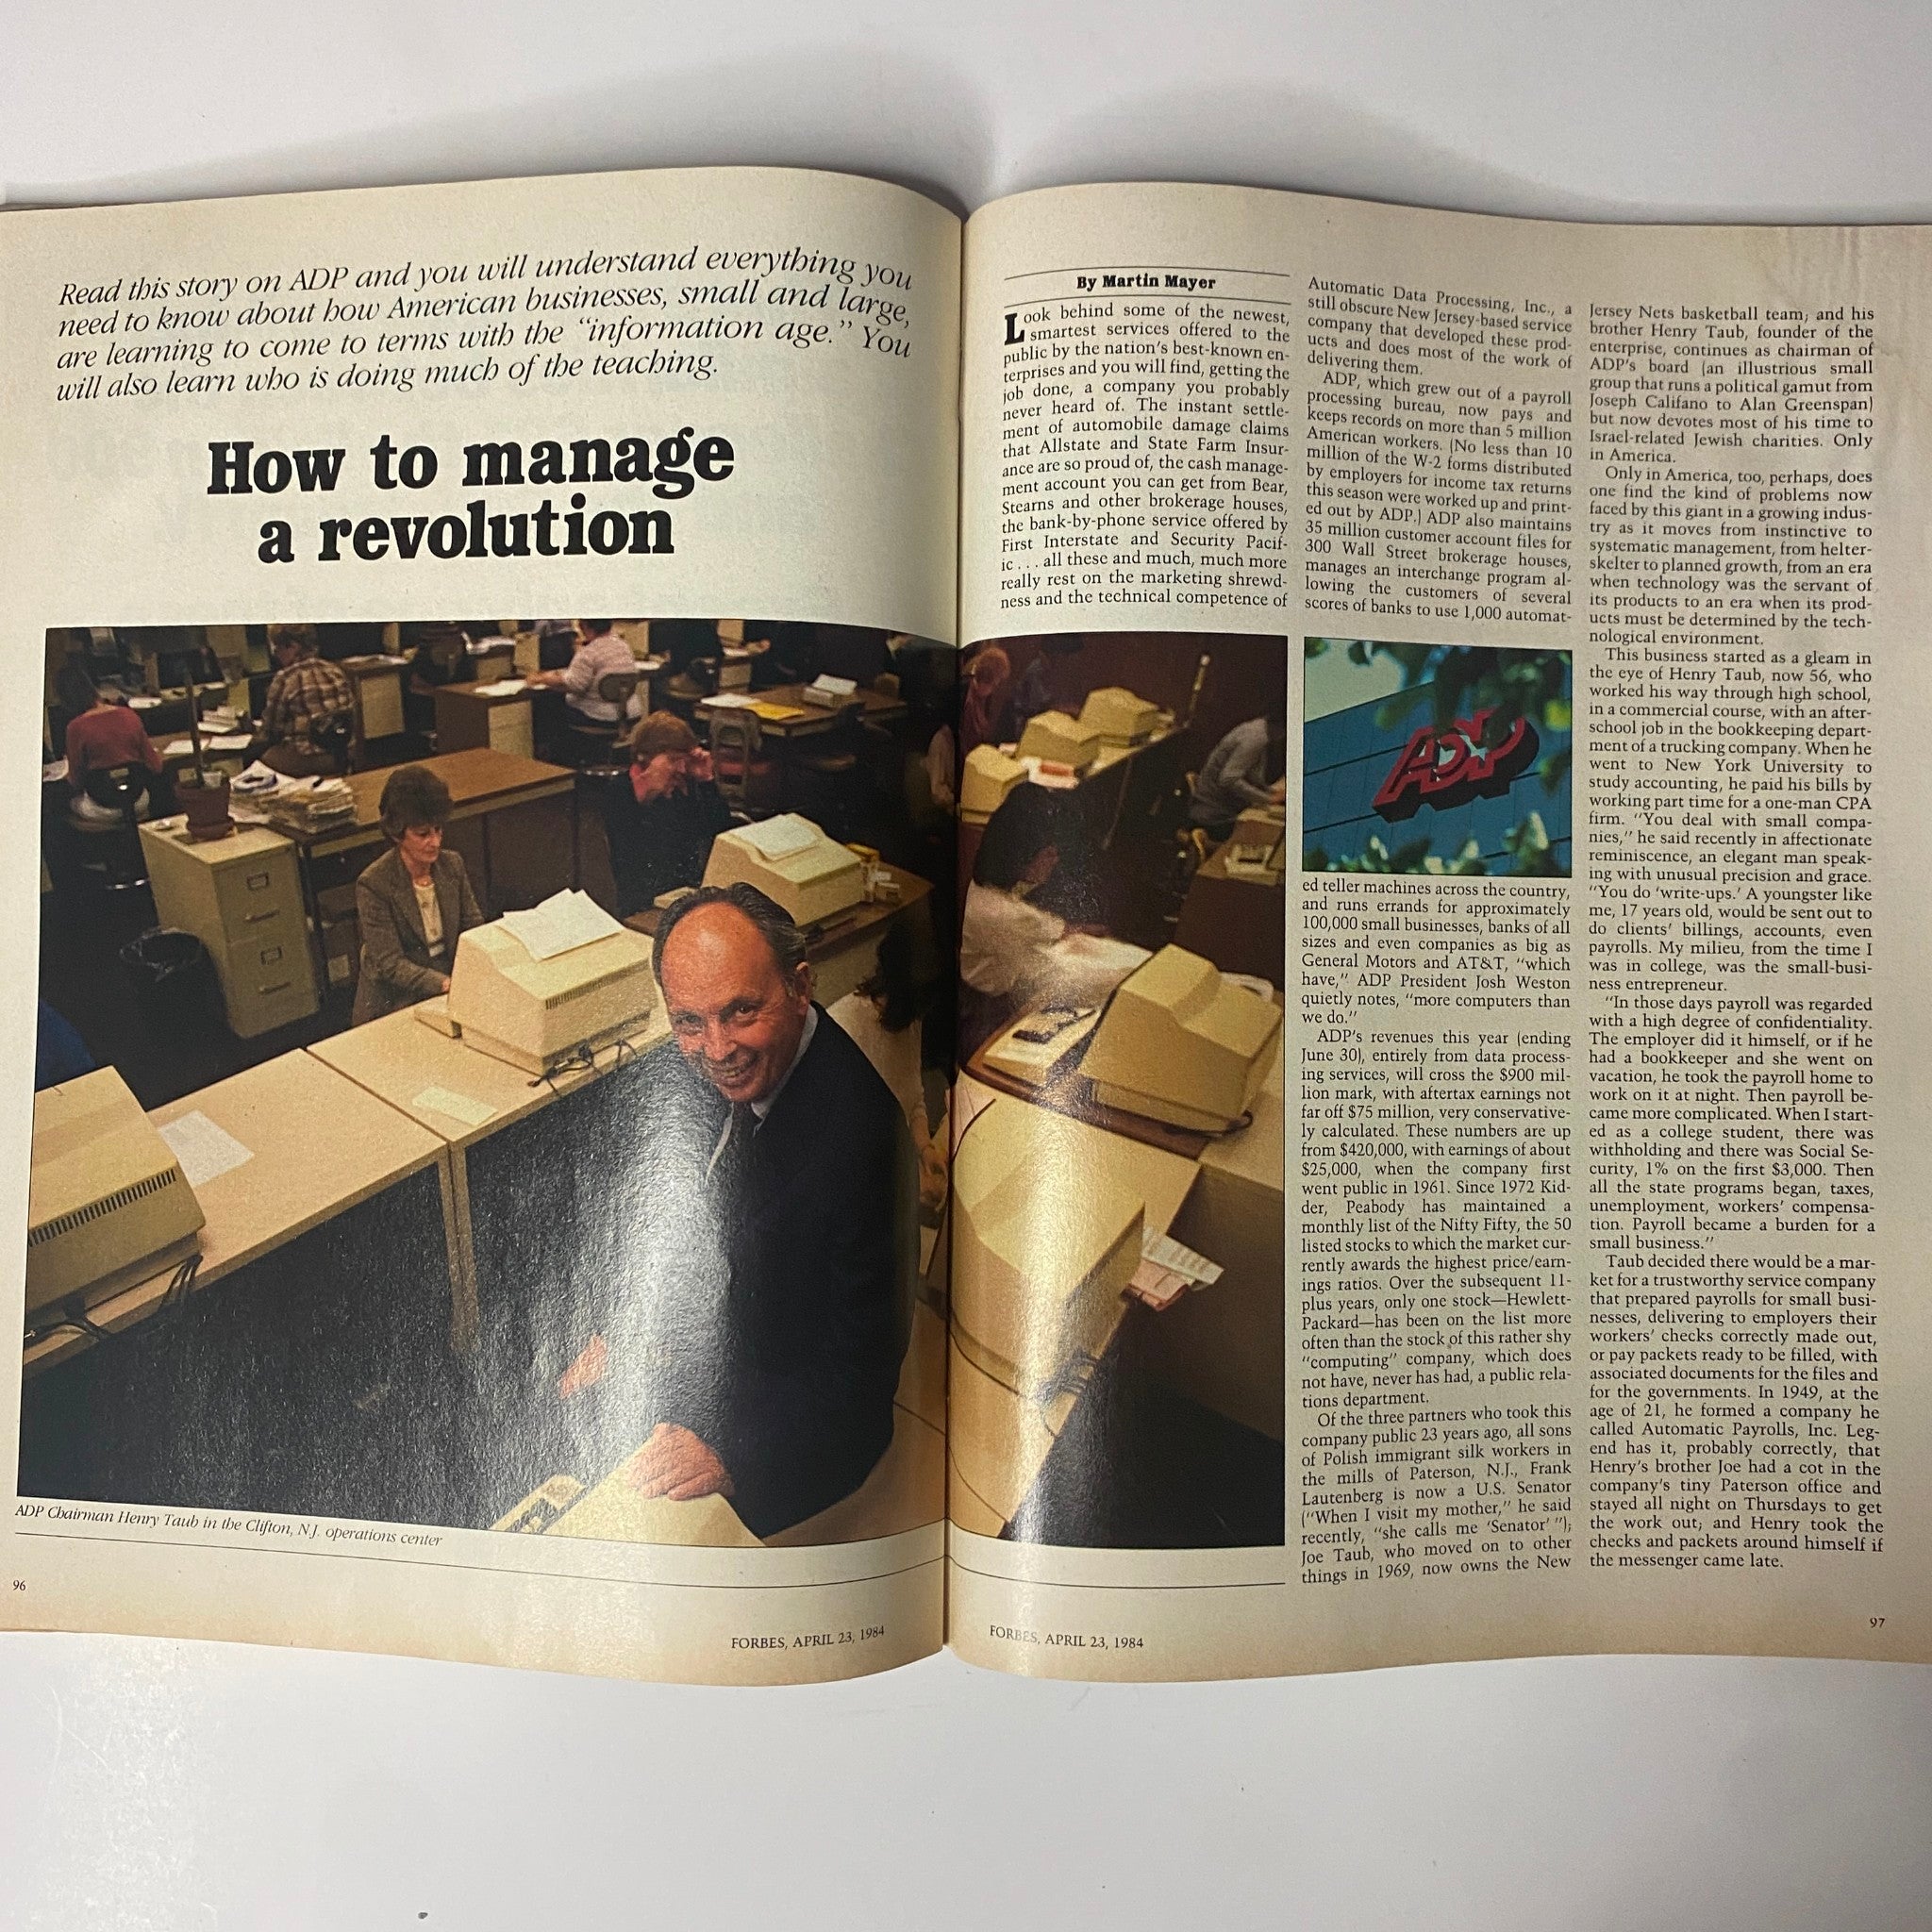 Read this story on ADP and you will understand everything you
need to know about how American businesses, small and large,
are learning to come to terms with the “information age.” You
will also learn who is doing much of the teaching.
How to manage
a revolution
ADP Chairman Henry Taub in the Clifton, N.J. operations center
96
FORBES, APRIL 23, 1984
By Martin Mayer
Look behind some of the newest,
smartest services offered to the
public by the nation's best-known en-
terprises and you will find, getting the
job done, a company you probably
never heard of. The instant settle-
ment of automobile damage claims
that Allstate and State Farm Insur-
ance are so proud of, the cash manage-
ment account you can get from Bear,
Stearns and other brokerage houses,
the bank-by-phone service offered by
First Interstate and Security Pacif-
ic . . . all these and much, much more
really rest on the marketing shrewd-
ness and the technical competence of
Automatic Data Processing, Inc., a
still obscure New Jersey-based service
company that developed these prod-
ucts and does most of the work of
delivering them.
ADP, which grew out of a payroll
processing bureau, now pays and
keeps records on more than 5 million
American workers. (No less than 10
million of the W-2 forms distributed
by employers for income tax returns
this season were worked up and print-
ed out by ADP.) ADP also maintains
35 million customer account files for
300 Wall Street brokerage houses,
manages an interchange program al-
lowing the customers of several
scores of banks to use 1,000 automat-
ADP
ed teller machines across the country,
and runs errands for approximately
100,000 small businesses, banks of all
sizes and even companies as big as
General Motors and AT&T, "which
have," ADP President Josh Weston
quietly notes, "more computers than
we do."
ADP's revenues this year (ending
June 30), entirely from data process-
ing services, will cross the $900 mil-
lion mark, with aftertax earnings not
far off $75 million, very conservative-
ly calculated. These numbers are up
from $420,000, with earnings of about
$25,000, when the company first
went public in 1961. Since 1972 Kid-
der, Peabody has maintained a
monthly list of the Nifty Fifty, the 50
listed stocks to which the market cur-
rently awards the highest price/earn-
ings ratios. Over the subsequent 11-
plus years, only one stock—Hewlett-
Packard—has been on the list more
often than the stock of this rather shy
"computing" company, which does
not have, never has had, a public rela-
tions department.
Of the three partners who took this
company public 23 years ago, all sons
of Polish immigrant silk workers in
the mills of Paterson, N.J., Frank
Lautenberg is now a U.S. Senator
("When I visit my mother," he said
recently, "she calls me 'Senator' ");
Joe Taub, who moved on to other
things in 1969, now owns the New
Jersey Nets basketball team; and his
brother Henry Taub, founder of the
enterprise, continues as chairman of
ADP's board (an illustrious small
group that runs a political gamut from
Joseph Califano to Alan Greenspan)
but now devotes most of his time to
Israel-related Jewish charities. Only
in America.
Only in America, too, perhaps, does
one find the kind of problems now
faced by this giant in a growing indus-
try as it moves from instinctive to
systematic management, from helter-
skelter to planned growth, from an era
when technology was the servant of
its products to an era when its prod-
ucts must be determined by the tech-
nological environment.
This business started as a gleam in
the eye of Henry Taub, now 56, who
worked his way through high school,
in a commercial course, with an after-
school job in the bookkeeping depart-
ment of a trucking company. When he
went to New York University to
study accounting, he paid his bills by
working part time for a one-man CPA
firm. "You deal with small compa-
nies," he said recently in affectionate
reminiscence, an elegant man speak-
ing with unusual precision and grace.
"You do 'write-ups.' A youngster like
me, 17 years old, would be sent out to
do clients' billings, accounts, even
payrolls. My milieu, from the time I
was in college, was the small-busi-
ness entrepreneur.
"In those days payroll was regarded
with a high degree of confidentiality.
The employer did it himself, or if he
had a bookkeeper and she went on
vacation, he took the payroll home to
work on it at night. Then payroll be-
came more complicated. When I start-
ed as a college student, there was
withholding and there was Social Se-
curity, 1% on the first $3,000. Then
all the state programs began, taxes,
unemployment, workers' compensa-
tion. Payroll became a burden for a
small business."
Taub decided there would be a mar-
ket for a trustworthy service company
that prepared payrolls for small busi-
nesses, delivering to employers their
workers' checks correctly made out,
or pay packets ready to be filled, with
associated documents for the files and
for the governments. In 1949, at the
age of 21, he formed a company he
called Automatic Payrolls, Inc. Leg-
end has it, probably correctly, that
Henry's brother Joe had a cot in the
company's tiny Paterson office and
stayed all night on Thursdays to get
the work out; and Henry took the
checks and packets around himself if
the messenger came late.
FORBES, APRIL 23, 1984
97